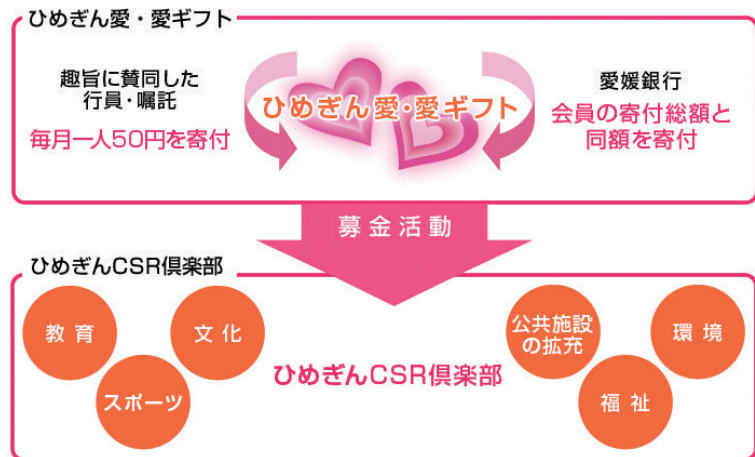 ひめぎん愛・愛ギフト
趣旨に賛同した
行員・嘱託
毎月一人50円を寄付
ひめぎん愛・愛ギフト
愛媛銀行
会員の寄付総額と
同額を寄付
募金活動
ひめぎんCSR倶楽部
教育
文化
スポーツ
ひめぎんCSR倶楽部
公共施設
の拡充
環境
福祉